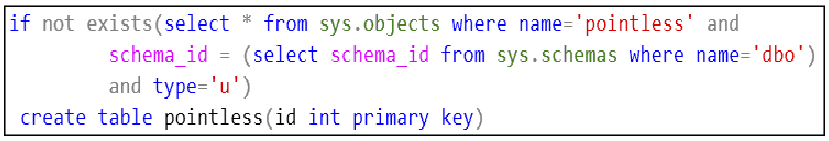 if not exists(select * from sys.objects where name='pointless' and
schema_id = (select schema_id from sys.schemas where name='dbo')
and type='u')
create table pointless(id int primary key)